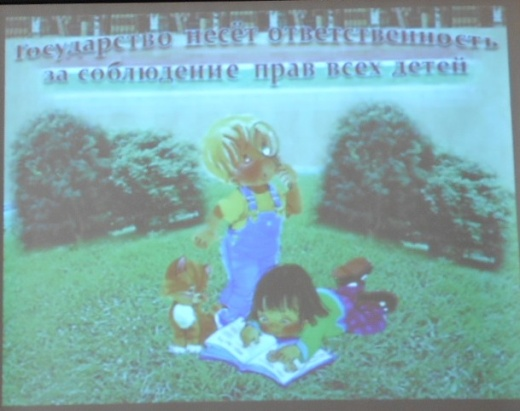 Государство несёт ответственность
за соблюдение прав всех детей